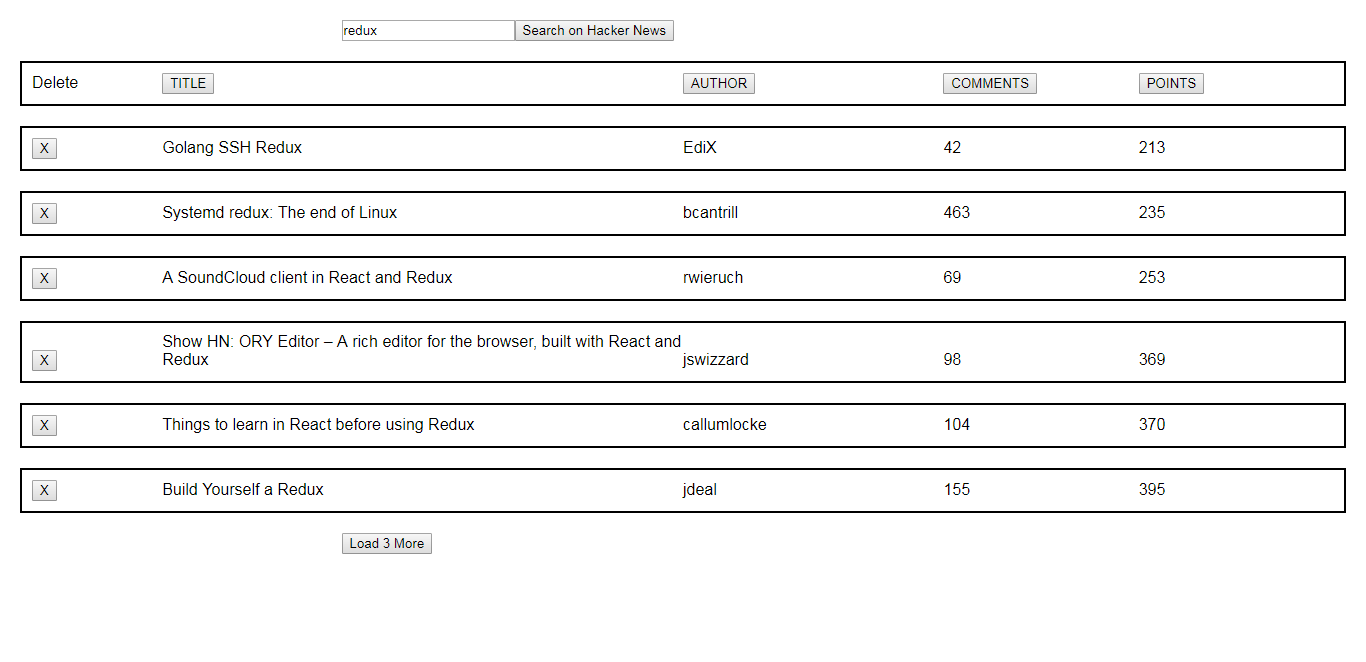 redux Search on Hacker News
Delete TITLE AUTHOR COMMENTS POINTS
X Golang SSH Redux EdiX 42 213
X Systemd redux: The end of Linux bcantrill 463 235
X A SoundCloud client in React and Redux rwieruch 69 253
Show HN: ORY Editor – A rich editor for the browser, built with React and
X Redux jswizzard 98 369
X Things to learn in React before using Redux callumlocke 104 370
X Build Yourself a Redux jdeal 155 395
Load 3 More